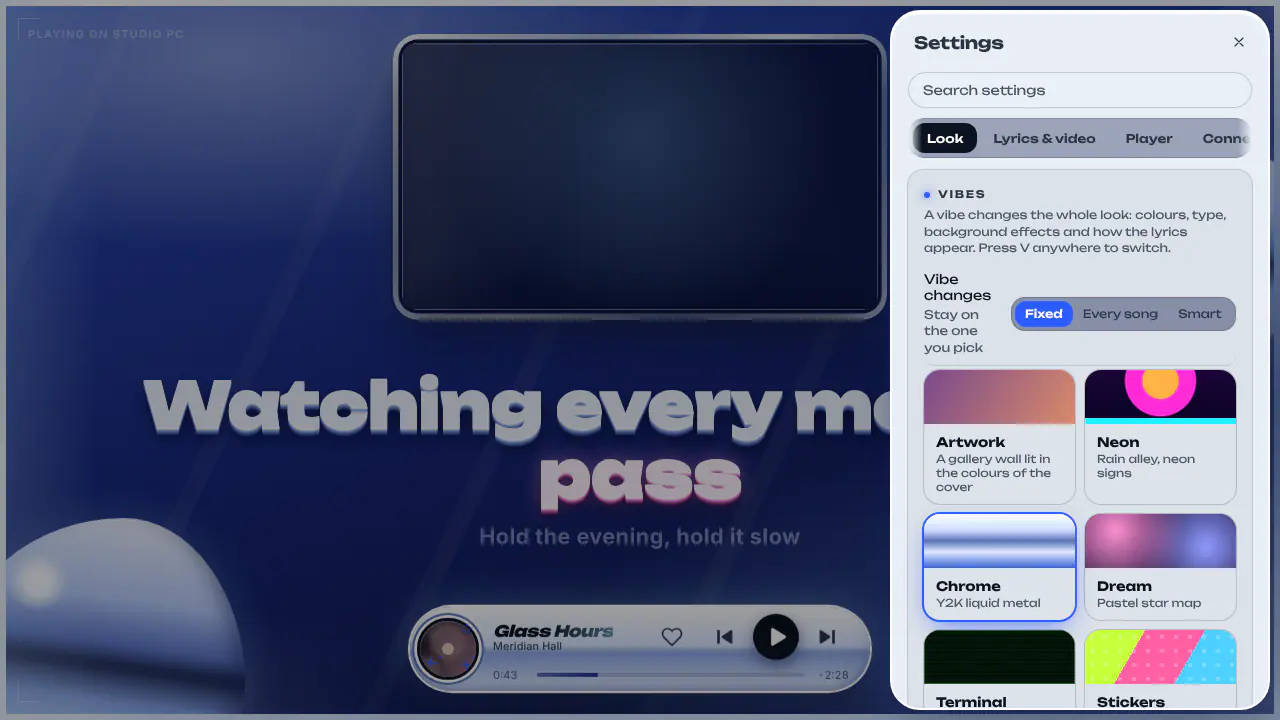 PLAYING ON STUDIO PC
Watching every mo
pass
Hold the evening, hold it slow
Glass Hours
Meridian Hall
0:43
-2:28
Settings
Search settings
Look
Lyrics & video
Player
Conne
VIBES
A vibe changes the whole look: colours, type,
background effects and how the lyrics
appear. Press V anywhere to switch.
Vibe
changes
Stay on
the one
you pick
Fixed
Every song
Smart
Artwork
A gallery wall lit in
the colours of the
cover
Neon
Rain alley, neon
signs
Chrome
Y2K liquid metal
Dream
Pastel star map
Terminal
Stickers